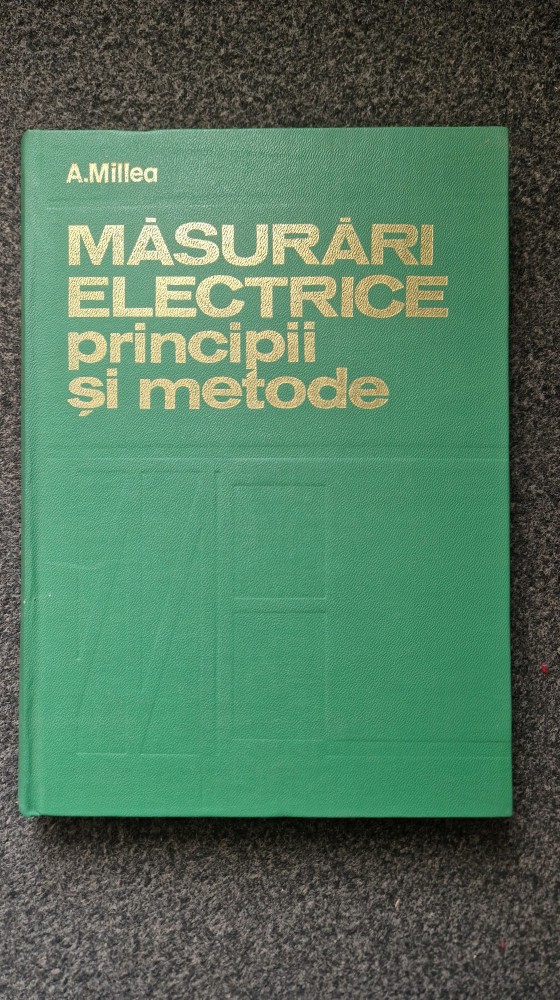 A.Millea
MĂSURĂRI
ELECTRICE
principii
și metode